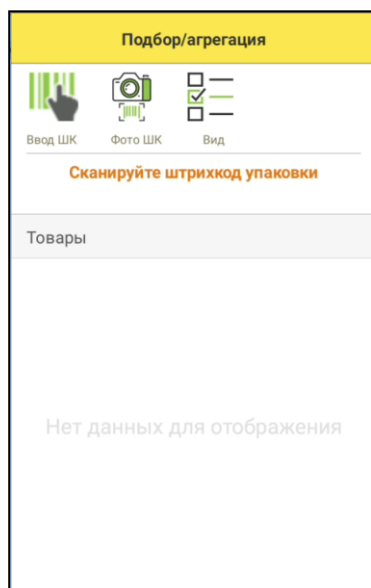 Подбор/агрегация
Ввод ШК Фото ШК Вид
Сканируйте штрихкод упаковки
Товары
Нет данных для отображения